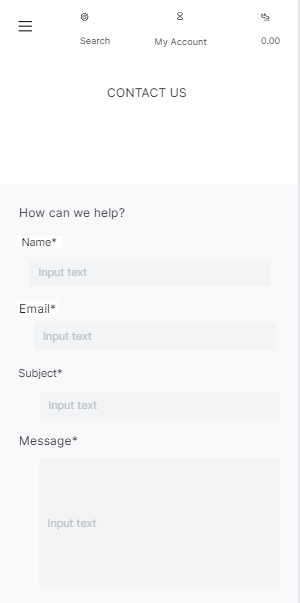 Search
My Account
0.00
CONTACT US
How can we help?
Name*
Input text
Email*
Input text
Subject*
Input text
Message*
Input text